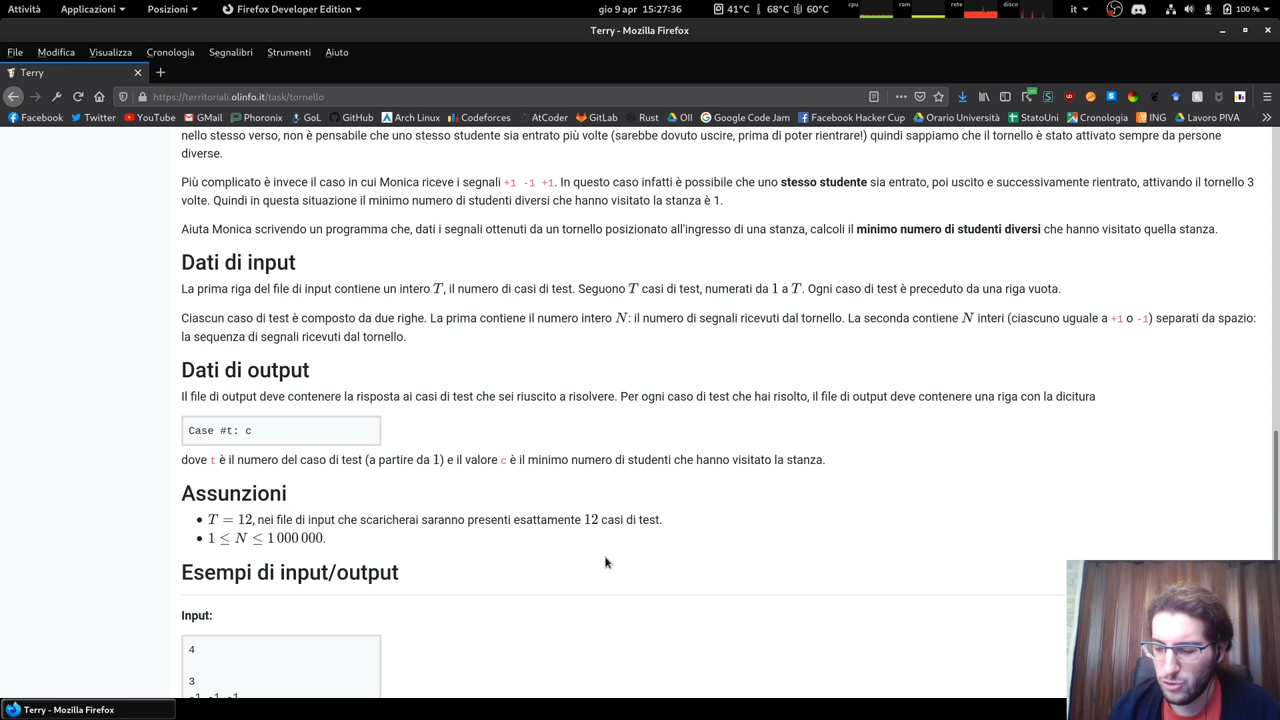 Attività Applicazioni Posizioni Firefox Developer Edition gio 9 apr 15:27:36 41°C 68°C 60°C cpu ram rete disco it 100 %
Terry - Mozilla Firefox
File Modifica Visualizza Cronologia Segnalibri Strumenti Aiuto
Terry
https://territoriali.olinfo.it/task/tornello
Facebook Twitter YouTube GMail Phoronix GoL GitHub Arch Linux Codeforces AtCoder GitLab Rust OII Google Code Jam Facebook Hacker Cup Orario Università StatoUni Cronologia ING Lavoro PIVA
nello stesso verso, non è pensabile che uno stesso studente sia entrato più volte (sarebbe dovuto uscire, prima di poter rientrare!) quindi sappiamo che il tornello è stato attivato sempre da persone
diverse.
Più complicato è invece il caso in cui Monica riceve i segnali +1 -1 +1. In questo caso infatti è possibile che uno stesso studente sia entrato, poi uscito e successivamente rientrato, attivando il tornello 3
volte. Quindi in questa situazione il minimo numero di studenti diversi che hanno visitato la stanza è 1.
Aiuta Monica scrivendo un programma che, dati i segnali ottenuti da un tornello posizionato all'ingresso di una stanza, calcoli il minimo numero di studenti diversi che hanno visitato quella stanza.
Dati di input
La prima riga del file di input contiene un intero T, il numero di casi di test. Seguono T casi di test, numerati da 1 a T. Ogni caso di test è preceduto da una riga vuota.
Ciascun caso di test è composto da due righe. La prima contiene il numero intero N: il numero di segnali ricevuti dal tornello. La seconda contiene N interi (ciascuno uguale a +1 o -1) separati da spazio:
la sequenza di segnali ricevuti dal tornello.
Dati di output
Il file di output deve contenere la risposta ai casi di test che sei riuscito a risolvere. Per ogni caso di test che hai risolto, il file di output deve contenere una riga con la dicitura
Case #t: c
dove t è il numero del caso di test (a partire da 1) e il valore c è il minimo numero di studenti che hanno visitato la stanza.
Assunzioni
• T = 12, nei file di input che scaricherai saranno presenti esattamente 12 casi di test.
• 1 ≤ N ≤ 1 000 000.
Esempi di input/output
Input:
4
3
-1 -1 -1
Terry - Mozilla Firefox